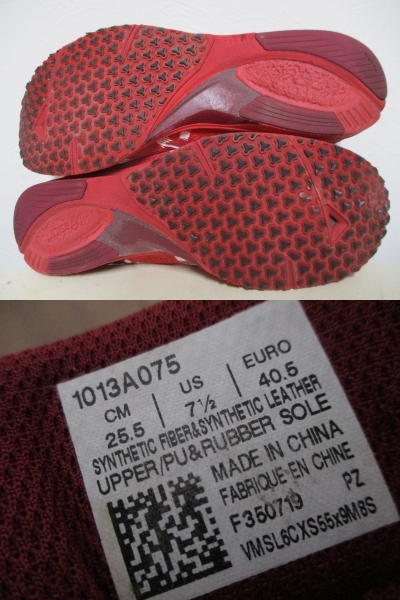 1013A075
CM | US | EURO
25.5 7½ 40.5
SYNTHETIC FIBER&SYNTHETIC LEATHER
UPPER/PU&RUBBER SOLE
MADE IN CHINA
FABRIQUE EN CHINE
F350719 PZ
VMSL6CXS55x9M8S